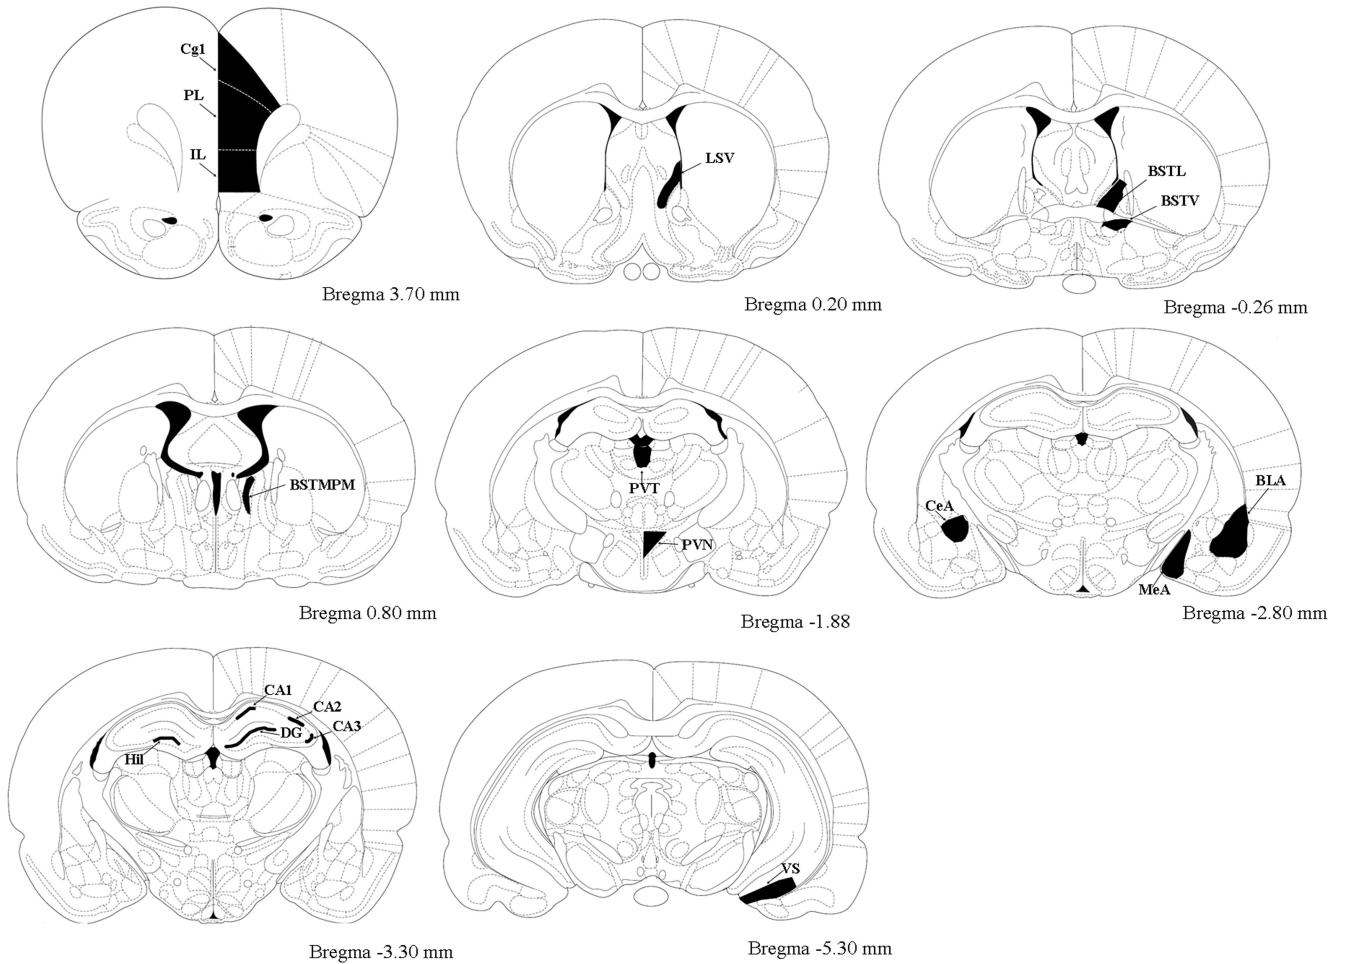 Cg1
PL
IL
Bregma 3.70 mm
LSV
Bregma 0.20 mm
BSTL
BSTV
Bregma -0.26 mm
BSTMPM
Bregma 0.80 mm
PVT
PVN
Bregma -1.88
CeA
BLA
MeA
Bregma -2.80 mm
CA1
CA2
CA3
DG
Hil
Bregma -3.30 mm
VS
Bregma -5.30 mm